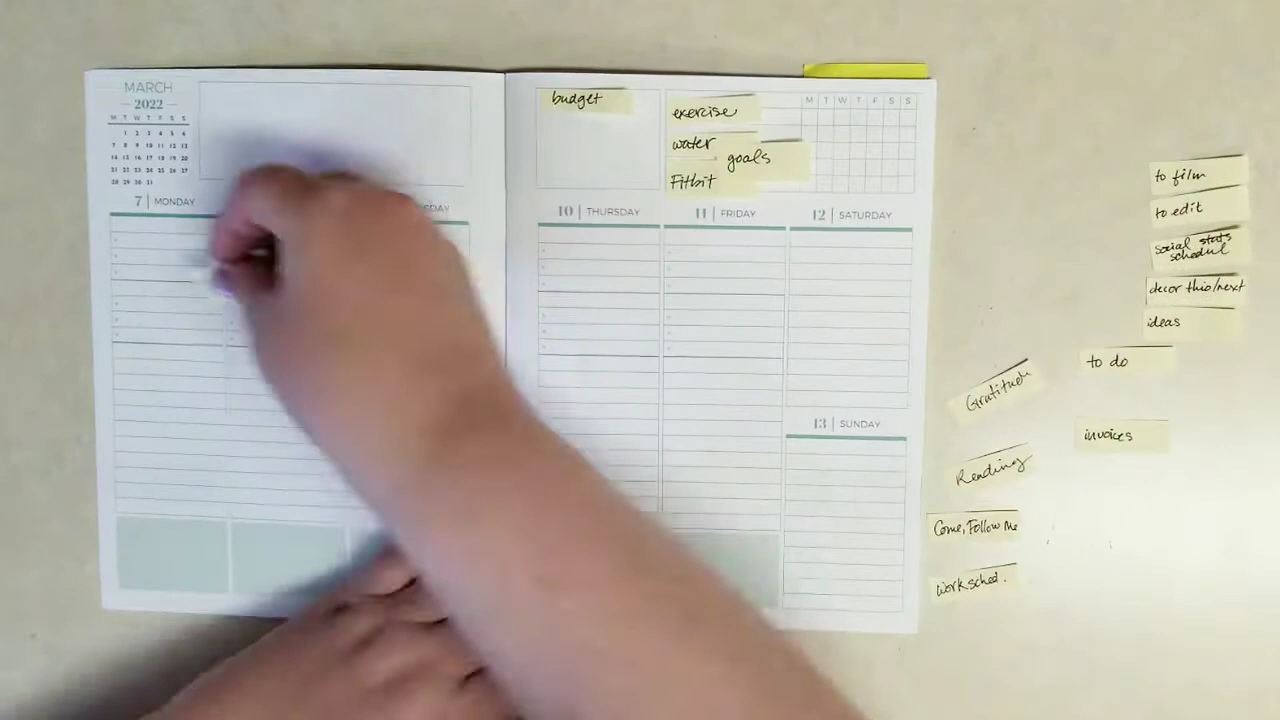 MARCH
2022
M T W T F S S
1 2 3 4 5 6
7 8 9 10 11 12 13
14 15 16 17 18 19 20
21 22 23 24 25 26 27
28 29 30 31
7 MONDAY
budget
exercise
water
goals
Fitbit
M T W T F S S
10 THURSDAY
11 FRIDAY
12 SATURDAY
13 SUNDAY
to film
to edit
social stats
schedul
decor this/next
ideas
to do
Gratitude
invoices
Reading
Come, Follow Me
work sched.